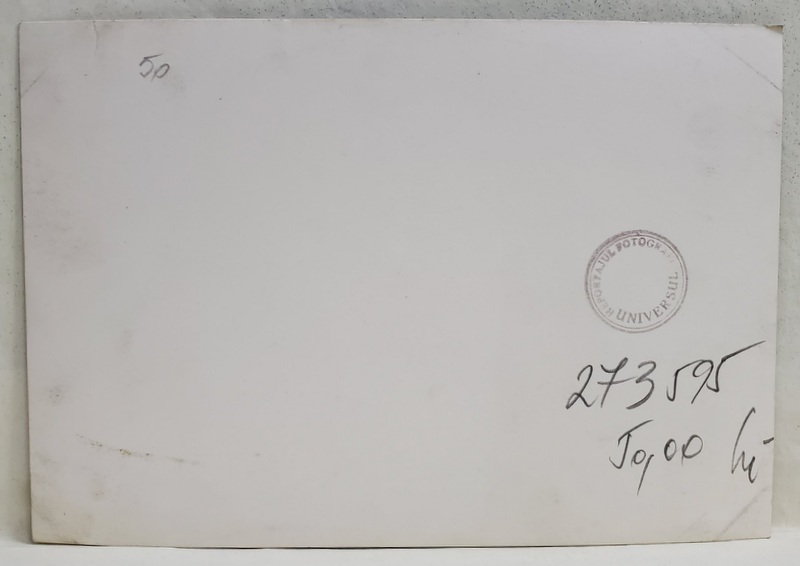 50
REPORTAJUL FOTOGRAFIC
UNIVERSUL
273595
50,00 lei